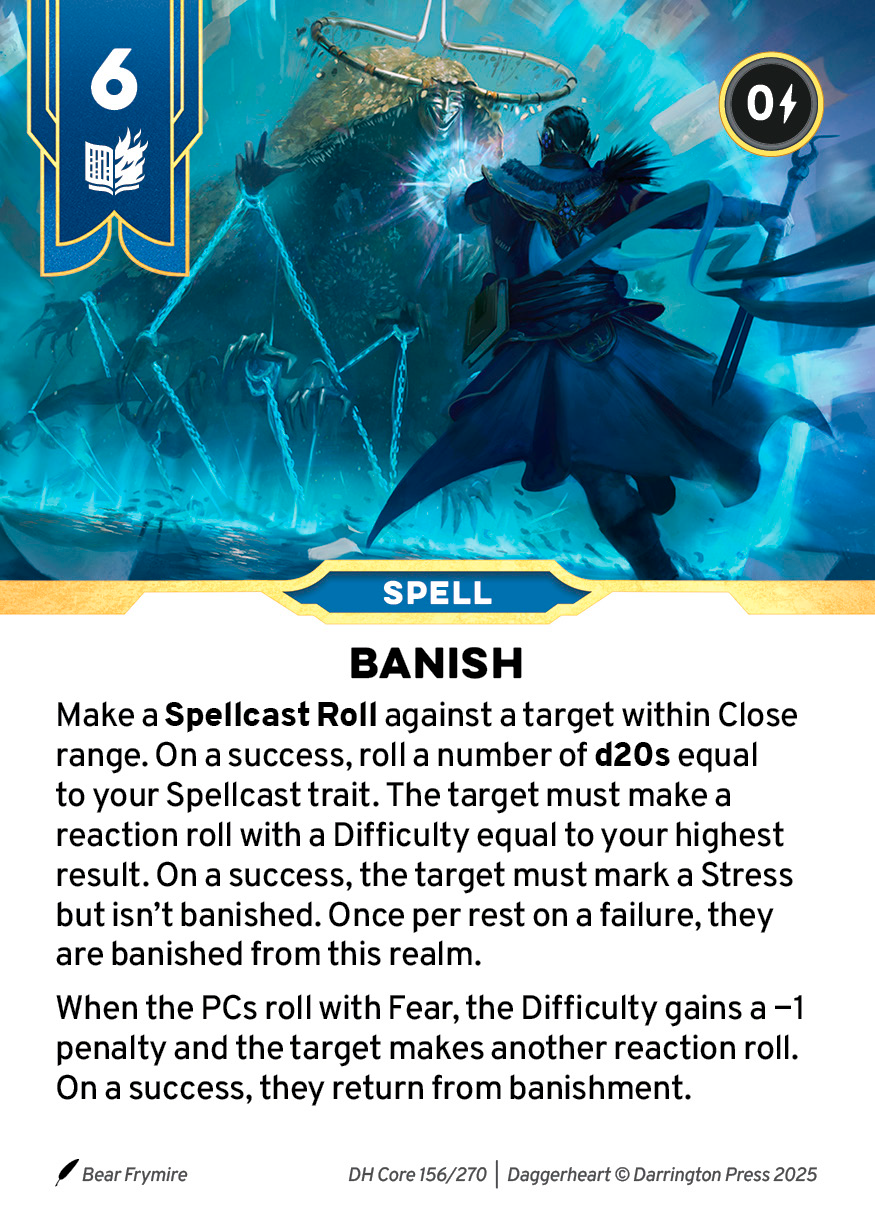 6
0
SPELL
BANISH
Make a Spellcast Roll against a target within Close
range. On a success, roll a number of d20s equal
to your Spellcast trait. The target must make a
reaction roll with a Difficulty equal to your highest
result. On a success, the target must mark a Stress
but isn’t banished. Once per rest on a failure, they
are banished from this realm.
When the PCs roll with Fear, the Difficulty gains a −1
penalty and the target makes another reaction roll.
On a success, they return from banishment.
Bear Frymire
DH Core 156/270 | Daggerheart © Darrington Press 2025